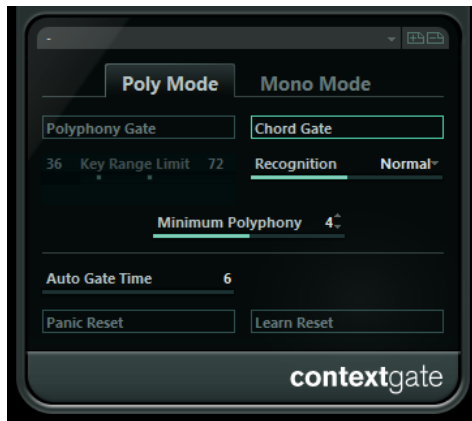 -
Poly Mode Mono Mode
Polyphony Gate Chord Gate
36 Key Range Limit 72 Recognition Normal
Minimum Polyphony 4
Auto Gate Time 6
Panic Reset Learn Reset
contextgate